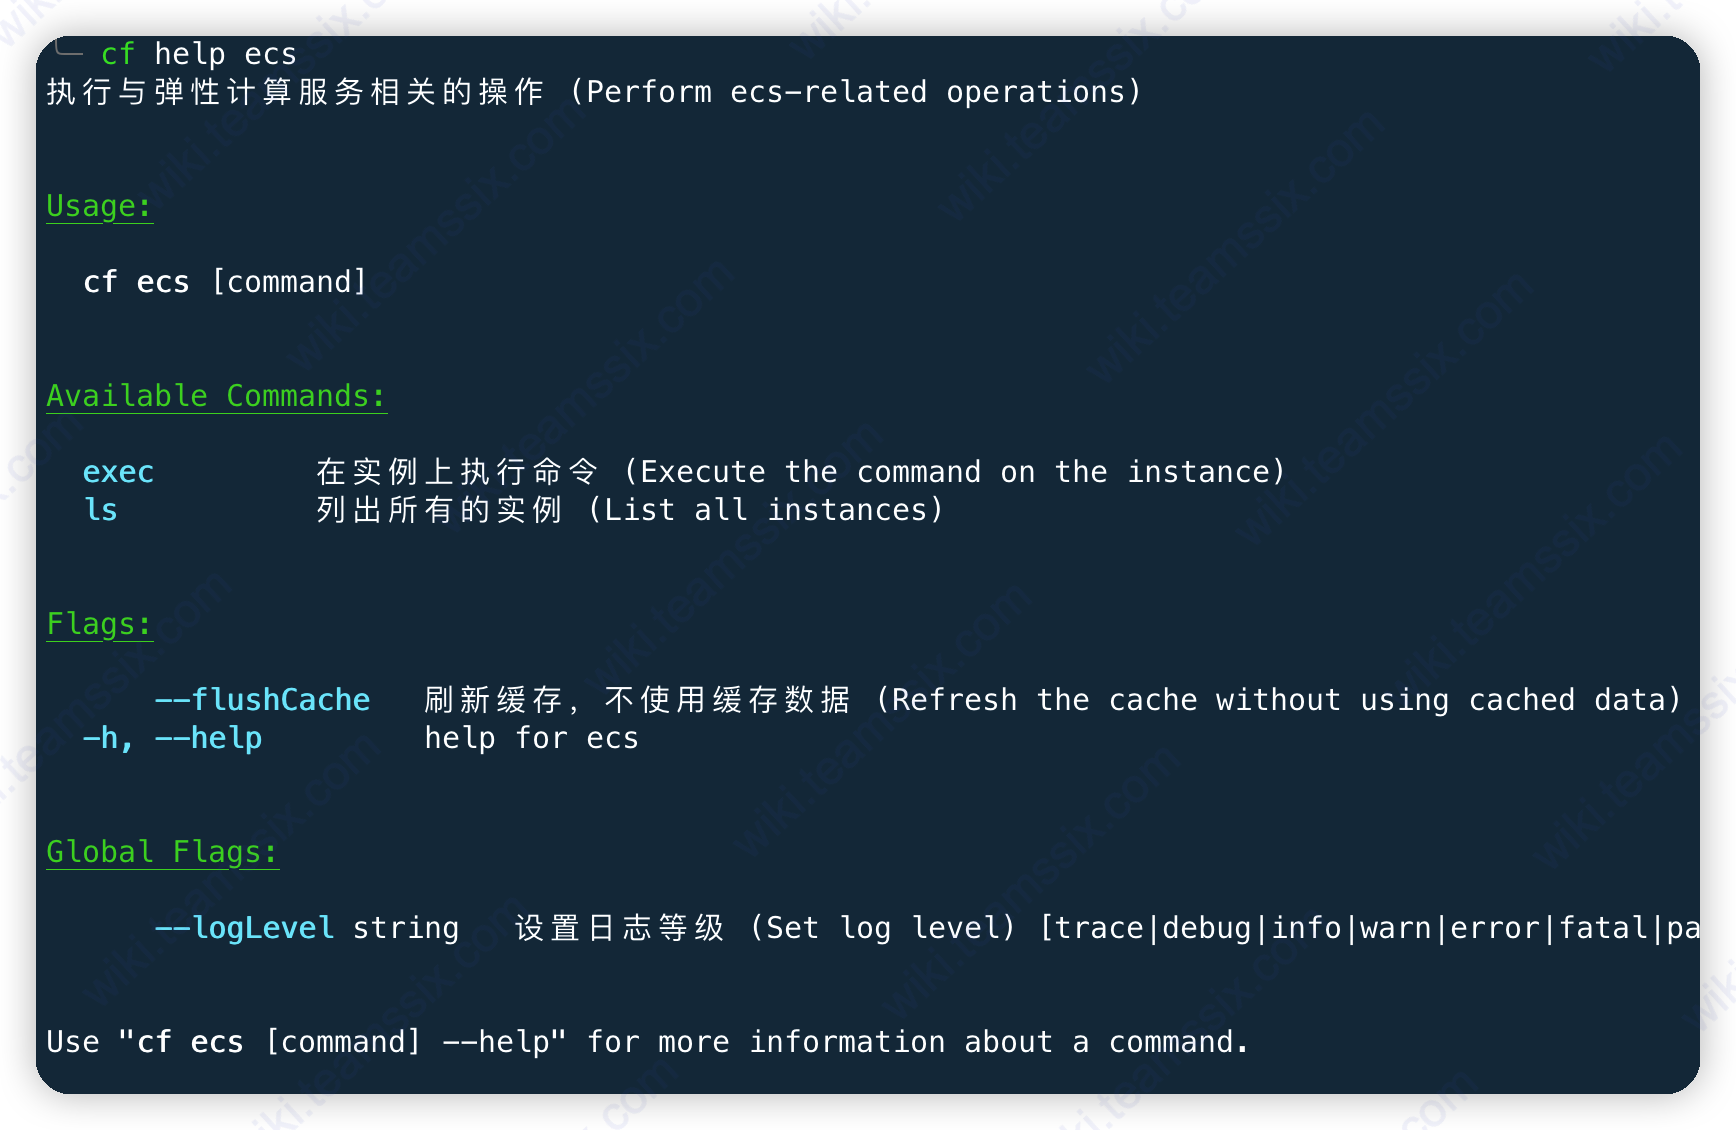 cf help ecs
执行与弹性计算服务相关的操作 (Perform ecs-related operations)
Usage:
cf ecs [command]
Available Commands:
exec 在实例上执行命令 (Execute the command on the instance)
ls 列出所有的实例 (List all instances)
Flags:
--flushCache 刷新缓存，不使用缓存数据 (Refresh the cache without using cached data)
-h, --help help for ecs
Global Flags:
--logLevel string 设置日志等级 (Set log level) [trace|debug|info|warn|error|fatal|pa
Use "cf ecs [command] --help" for more information about a command.
wiki.teamssix.com